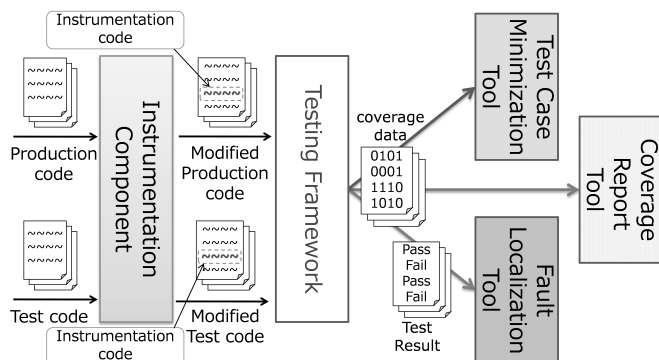 Instrumentation
code
Production
code
Instrumentation
Component
Modified
Production
code
Testing Framework
coverage
data
0101
0001
1110
1010
Test Case
Minimization
Tool
Coverage
Report
Tool
Test code
Modified
Test code
Instrumentation
code
Pass
Fail
Pass
Fail
Test
Result
Fault
Localization
Tool